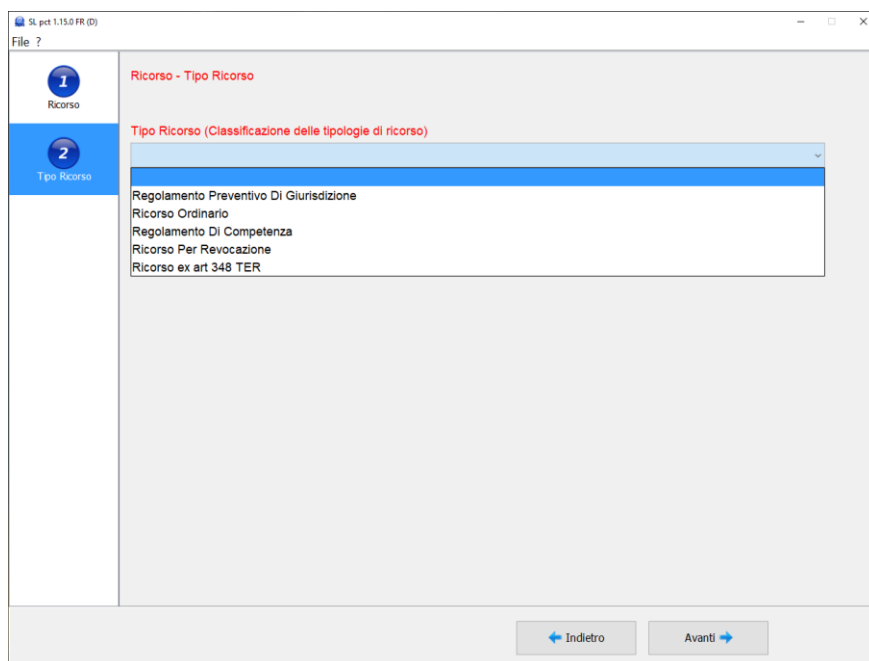 SL pct 1.15.0 FR (D)
File ?
1
Ricorso
2
Tipo Ricorso
Ricorso - Tipo Ricorso
Tipo Ricorso (Classificazione delle tipologie di ricorso)
Regolamento Preventivo Di Giurisdizione
Ricorso Ordinario
Regolamento Di Competenza
Ricorso Per Revocazione
Ricorso ex art 348 TER
Indietro
Avanti